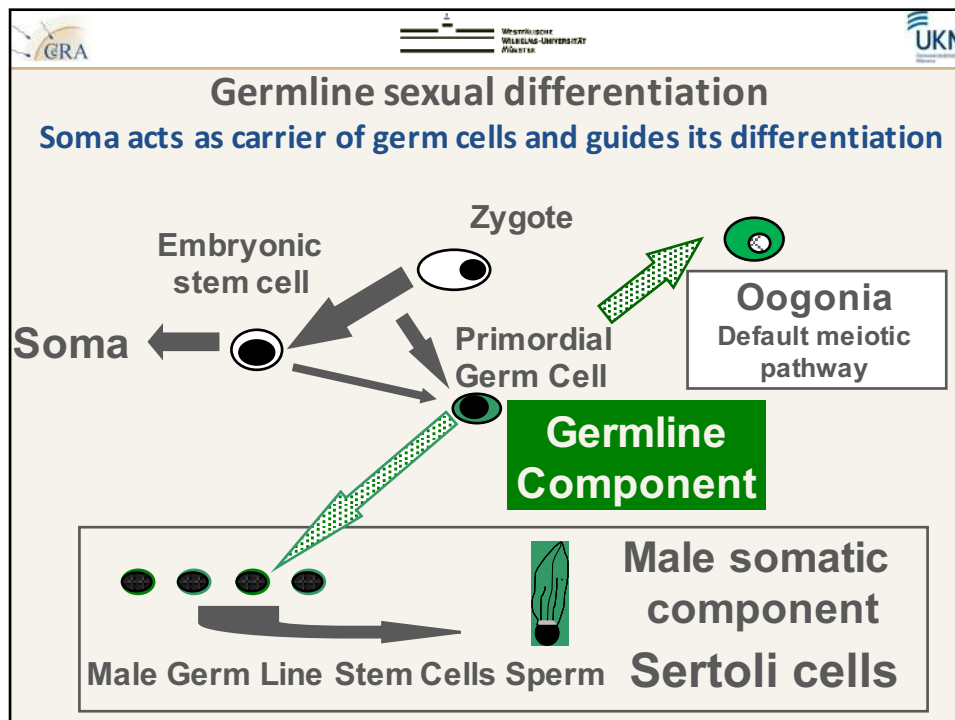 CeRA
WESTFÄLISCHE
WILHELMS-UNIVERSITÄT
MÜNSTER
UKM
Germline sexual differentiation
Soma acts as carrier of germ cells and guides its differentiation
Zygote
Embryonic
stem cell
Soma
Primordial
Germ Cell
Oogonia
Default meiotic
pathway
Germline
Component
Male somatic
component
Sertoli cells
Male Germ Line Stem Cells Sperm